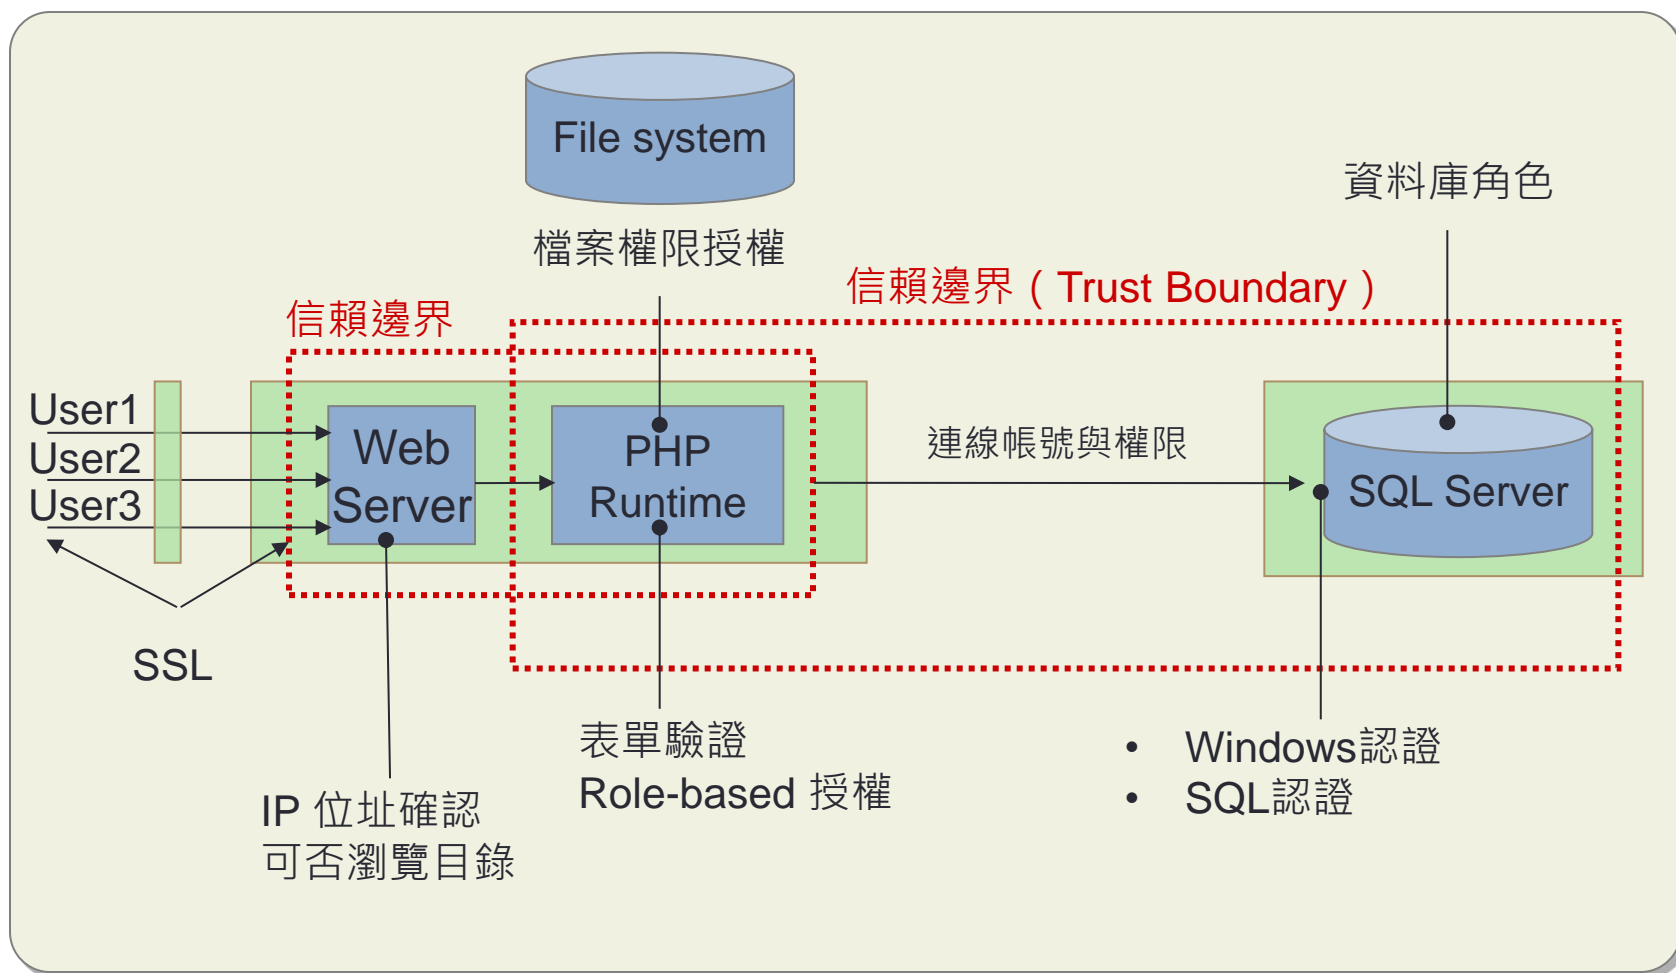 File system
檔案權限授權
資料庫角色
信賴邊界
信賴邊界（Trust Boundary）
User1
User2
User3
Web
Server
PHP
Runtime
連線帳號與權限
SQL Server
SSL
IP 位址確認
可否瀏覽目錄
表單驗證
Role-based 授權
• Windows認證
• SQL認證